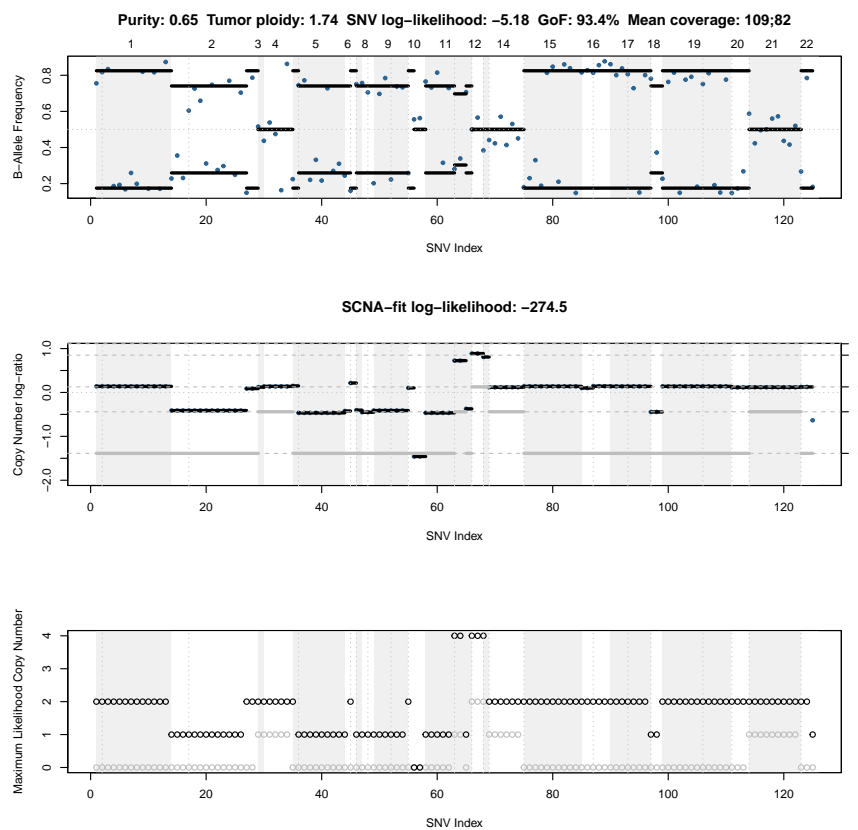 Purity: 0.65 Tumor ploidy: 1.74 SNV log−likelihood: −5.18 GoF: 93.4% Mean coverage: 109;82
1 2 3 4 5 6 8 9 10 11 12 14 15 16 17 18 19 20 21 22
B−Allele Frequency
0.8
0.6
0.4
0.2
0 20 40 60 80 100 120
SNV Index
SCNA−fit log−likelihood: −274.5
Copy Number log−ratio
1.0
0.0
−1.0
−2.0
0 20 40 60 80 100 120
SNV Index
Maximum Likelihood Copy Number
4
3
2
1
0
0 20 40 60 80 100 120
SNV Index